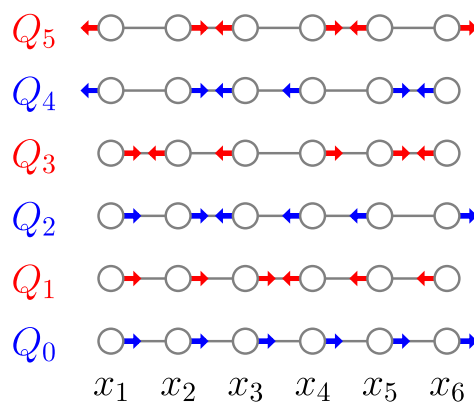 Q₅
Q₄
Q₃
Q₂
Q₁
Q₀
x₁ x₂ x₃ x₄ x₅ x₆